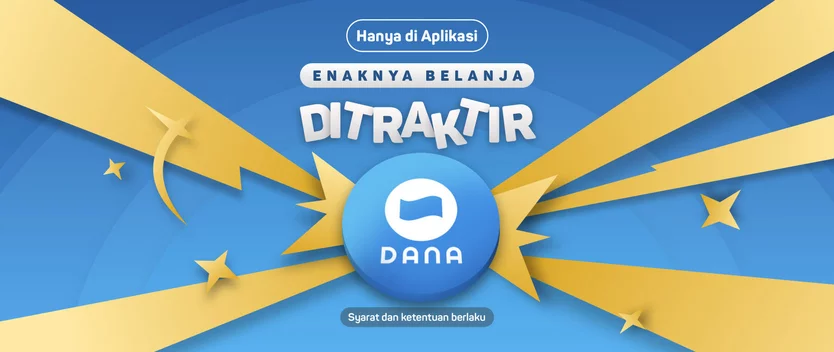 Hanya di Aplikasi
ENAKNYA BELANJA
DITRAKTIR
DANA
Syarat dan ketentuan berlaku